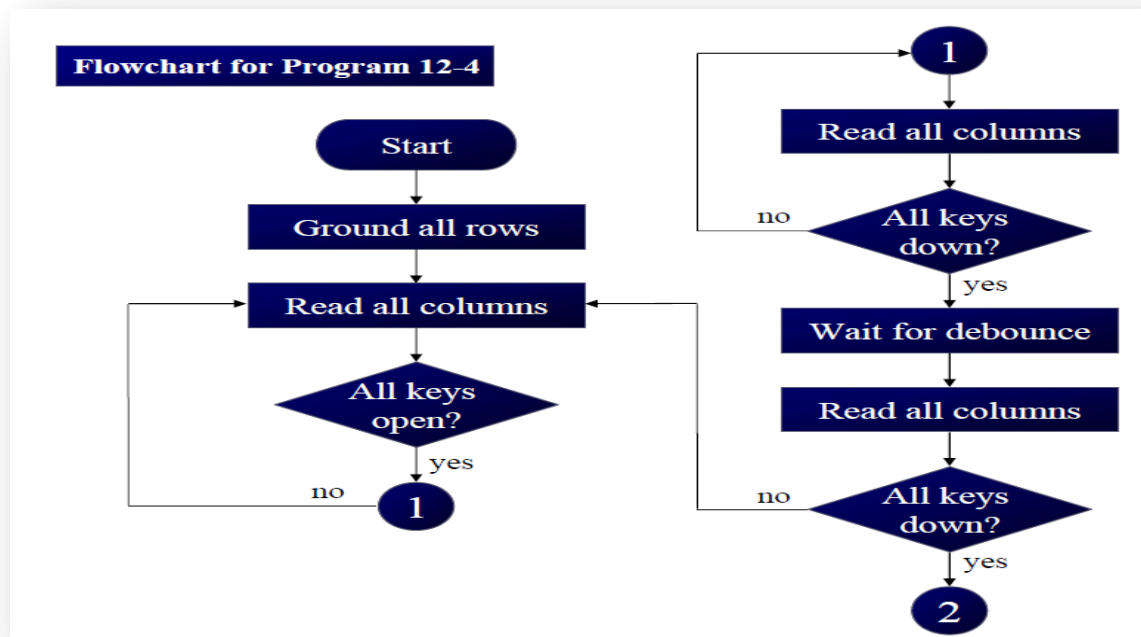 Flowchart for Program 12-4
Start
Ground all rows
Read all columns
All keys
open?
yes
no
1
1
Read all columns
no
All keys
down?
yes
Wait for debounce
Read all columns
no
All keys
down?
yes
2